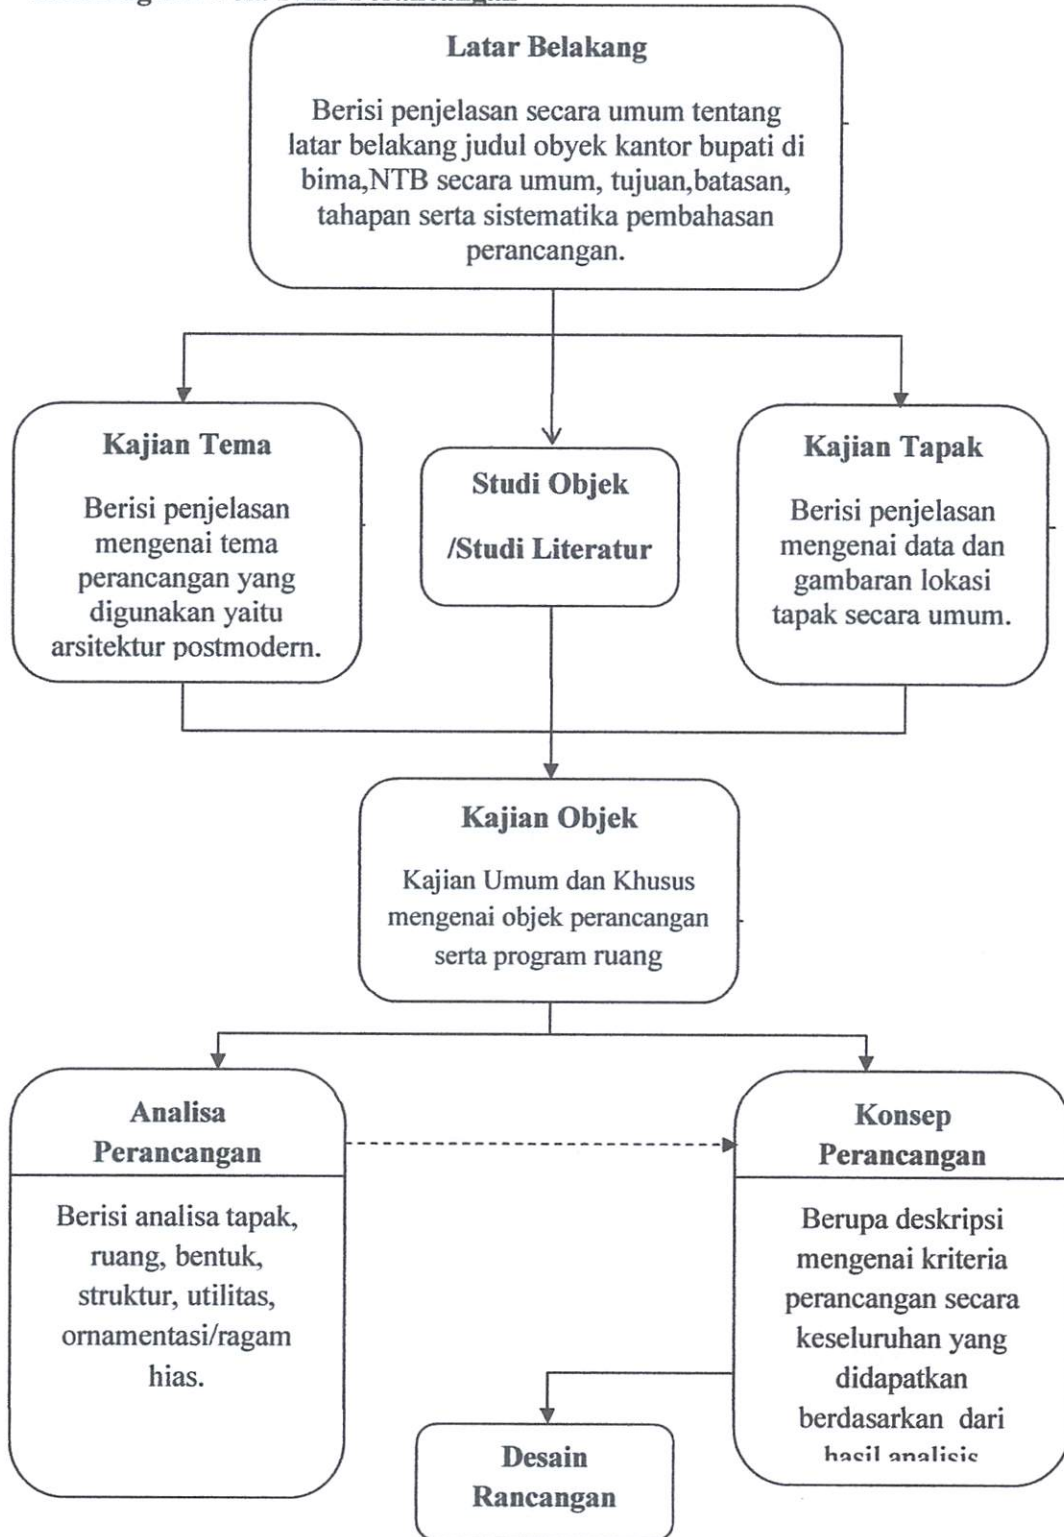 Latar Belakang
Berisi penjelasan secara umum tentang
latar belakang judul obyek kantor bupati di
bima,NTB secara umum, tujuan,batasan,
tahapan serta sistematika pembahasan
perancangan.
Kajian Tema
Berisi penjelasan
mengenai tema
perancangan yang
digunakan yaitu
arsitektur postmodern.
Studi Objek
/Studi Literatur
Kajian Tapak
Berisi penjelasan
mengenai data dan
gambaran lokasi
tapak secara umum.
Kajian Objek
Kajian Umum dan Khusus
mengenai objek perancangan
serta program ruang
Analisa
Perancangan
Berisi analisa tapak,
ruang, bentuk,
struktur, utilitas,
ornamentasi/ragam
hias.
Konsep
Perancangan
Berupa deskripsi
mengenai kriteria
perancangan secara
keseluruhan yang
didapatkan
berdasarkan dari
hasil analisis
Desain
Rancangan